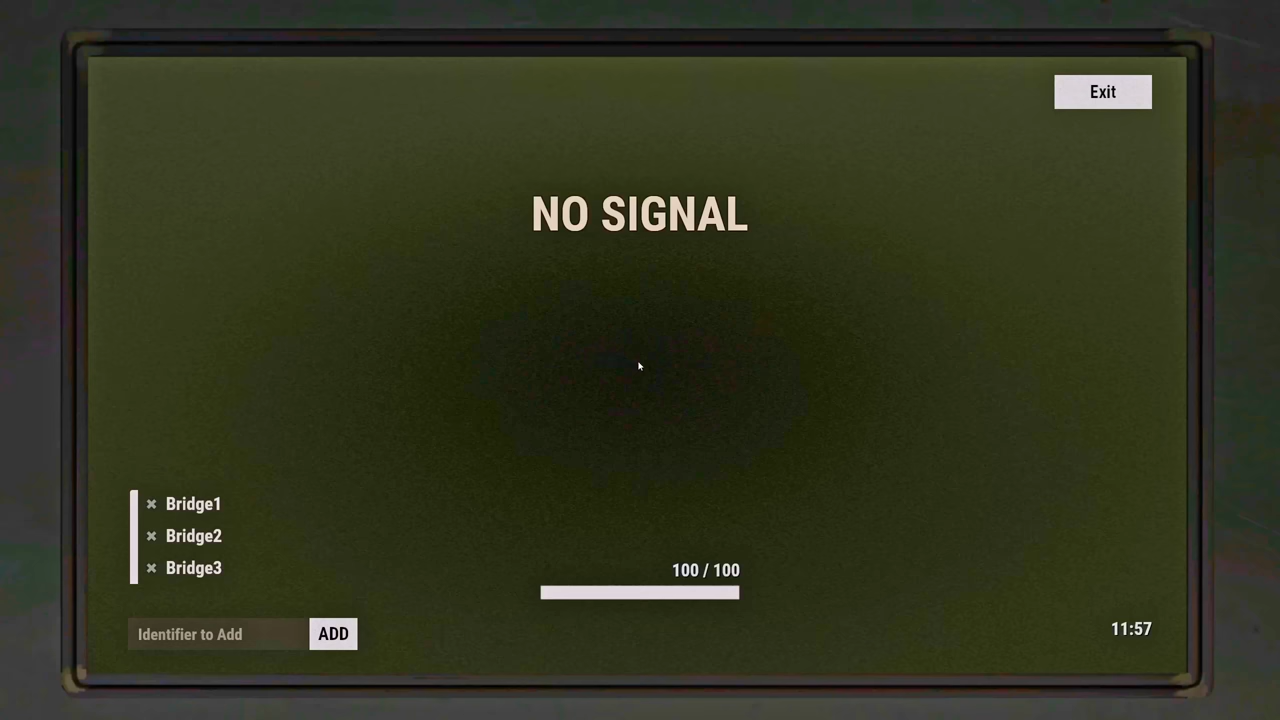 Exit
NO SIGNAL
Bridge1
Bridge2
Bridge3
100 / 100
Identifier to Add
ADD
11:57